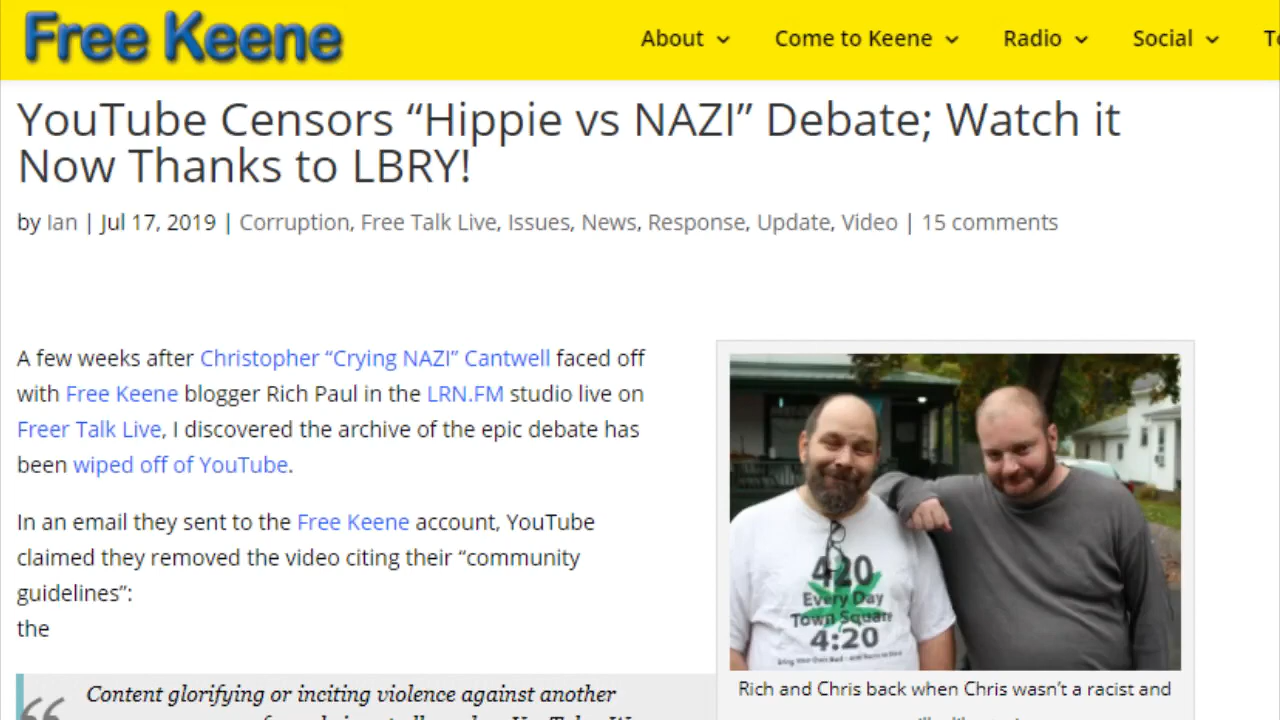 Free Keene
About Come to Keene Radio Social
YouTube Censors “Hippie vs NAZI” Debate; Watch it
Now Thanks to LBRY!
by Ian | Jul 17, 2019 | Corruption, Free Talk Live, Issues, News, Response, Update, Video | 15 comments
A few weeks after Christopher “Crying NAZI” Cantwell faced off
with Free Keene blogger Rich Paul in the LRN.FM studio live on
Freer Talk Live, I discovered the archive of the epic debate has
been wiped off of YouTube.
In an email they sent to the Free Keene account, YouTube
claimed they removed the video citing their “community
guidelines”:
the
“
Content glorifying or inciting violence against another
420
Every Day
Town Square
4:20
Rich and Chris back when Chris wasn’t a racist and